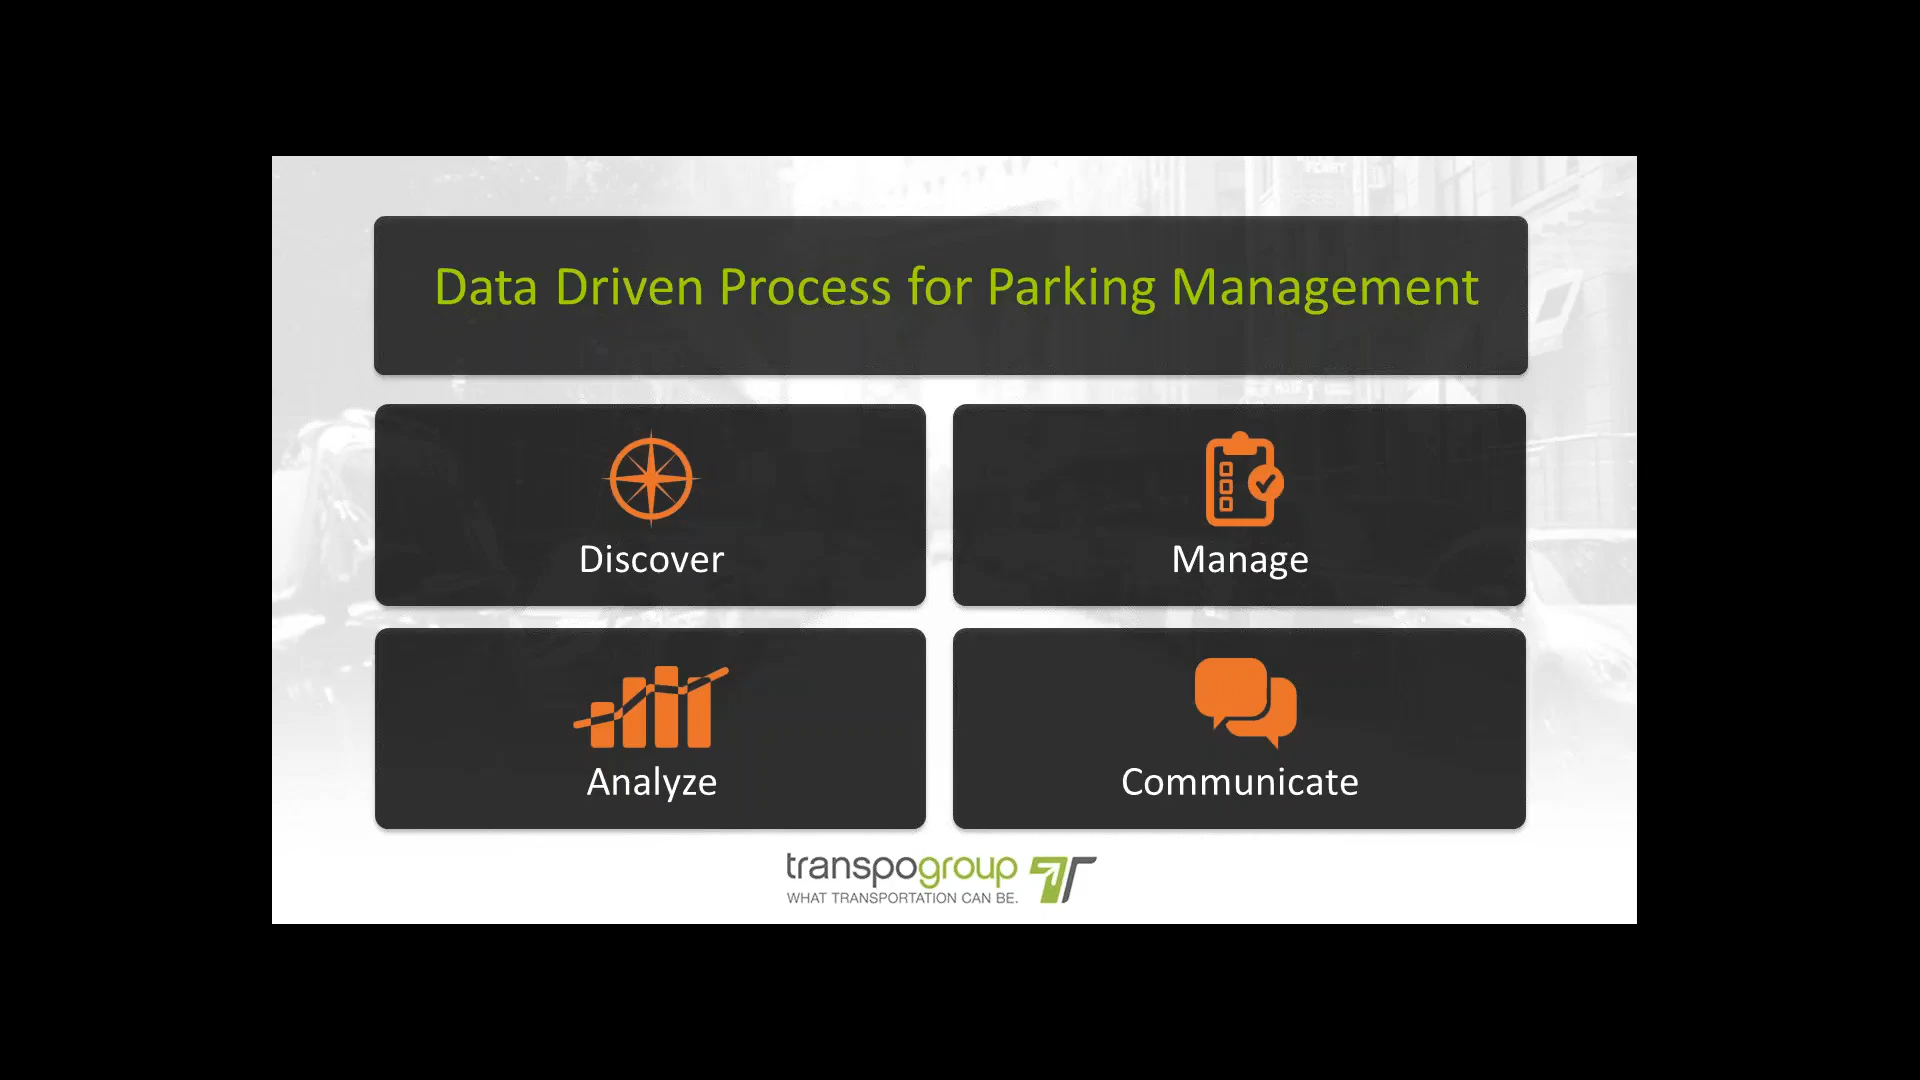 Data Driven Process for Parking Management
Discover
Manage
Analyze
Communicate
transpogroup
WHAT TRANSPORTATION CAN BE.